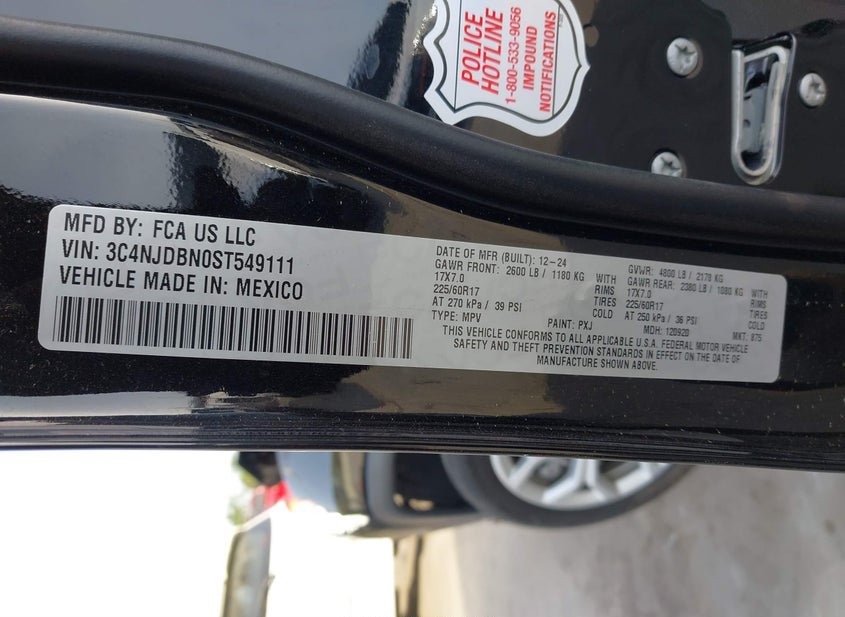 POLICE
HOTLINE
1-800-533-9056
IMPOUND
NOTIFICATIONS
MFD BY: FCA US LLC
VIN: 3C4NJDBN0ST549111
VEHICLE MADE IN: MEXICO
DATE OF MFR (BUILT): 12-24 GVWR: 4800 LB / 2178 KG
GAWR FRONT: 2600 LB / 1180 KG WITH GAWR REAR: 2380 LB / 1080 KG WITH
17X7.0 RIMS 17X7.0 RIMS
225/60R17 TIRES 225/60R17 TIRES
AT 270 kPa / 39 PSI COLD AT 250 kPa / 36 PSI COLD
TYPE: MPV PAINT: PXJ MDH: 120920 MKT: 875
THIS VEHICLE CONFORMS TO ALL APPLICABLE U.S.A. FEDERAL MOTOR VEHICLE
SAFETY AND THEFT PREVENTION STANDARDS IN EFFECT ON THE DATE OF
MANUFACTURE SHOWN ABOVE.